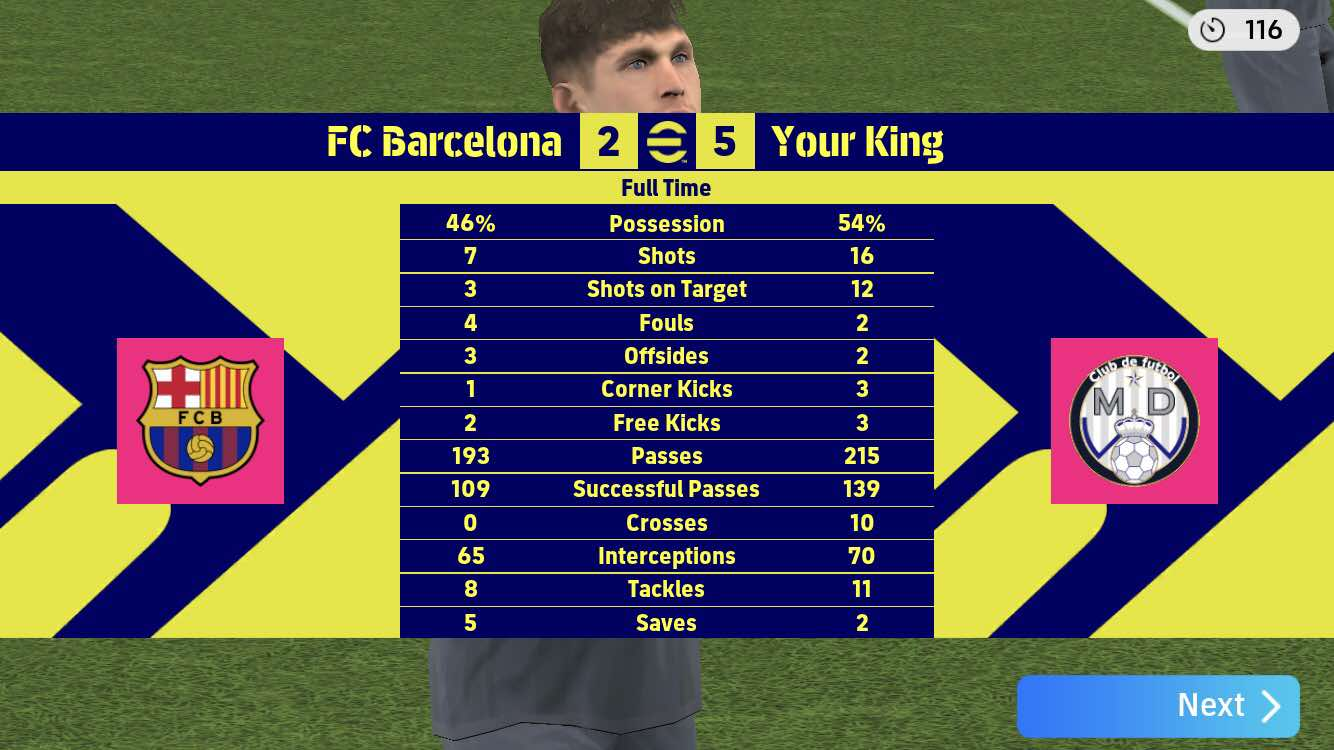 116
FC Barcelona 2 5 Your King
Full Time
46% Possession 54%
7 Shots 16
3 Shots on Target 12
4 Fouls 2
3 Offsides 2
1 Corner Kicks 3
2 Free Kicks 3
193 Passes 215
109 Successful Passes 139
0 Crosses 10
65 Interceptions 70
8 Tackles 11
5 Saves 2
FCB
Club de futbol
M D
Next